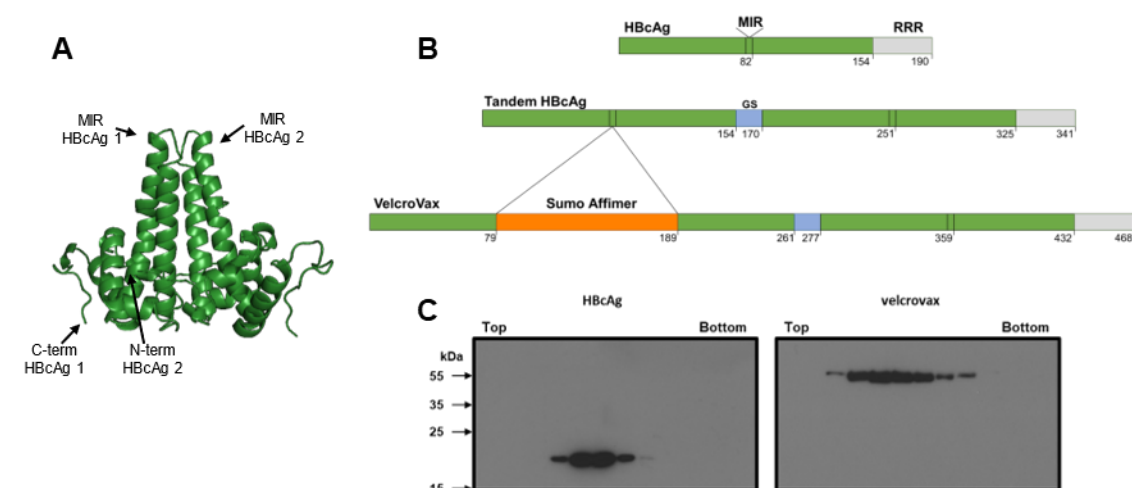 A
MIR
HBcAg 1
MIR
HBcAg 2
C-term
HBcAg 1
N-term
HBcAg 2
B
HBcAg
MIR
RRR
82
154
190
Tandem HBcAg
GS
154
170
251
325
341
VelcroVax
Sumo Affimer
79
189
261
277
359
432
468
C
HBcAg
velcrovax
Top
Bottom
Top
Bottom
kDa
55
35
25
15